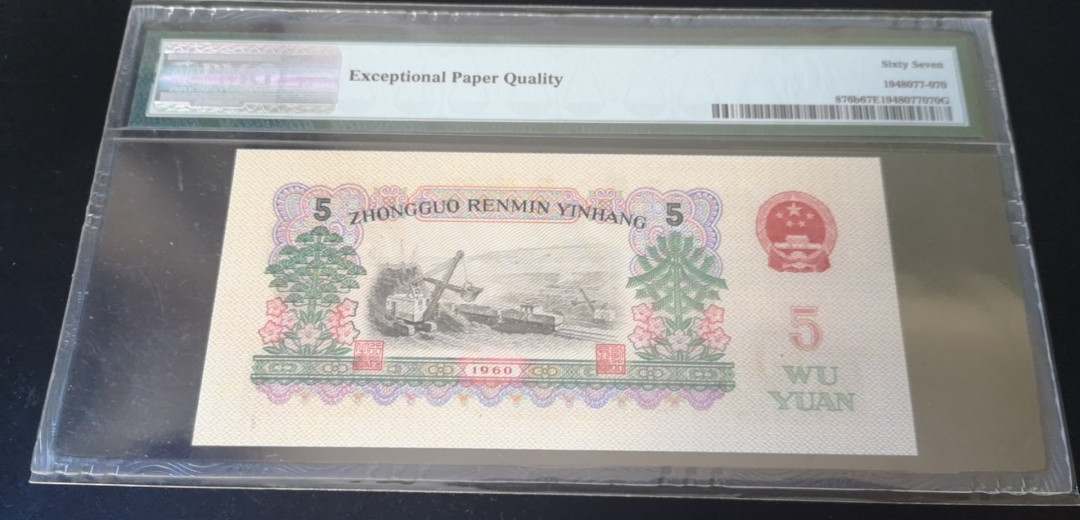 Exceptional Paper Quality
Sixty Seven
1948077-070
876b67E1948077070G
5
ZHONGGUO RENMIN YINHANG
5
5
1960
WU
YUAN